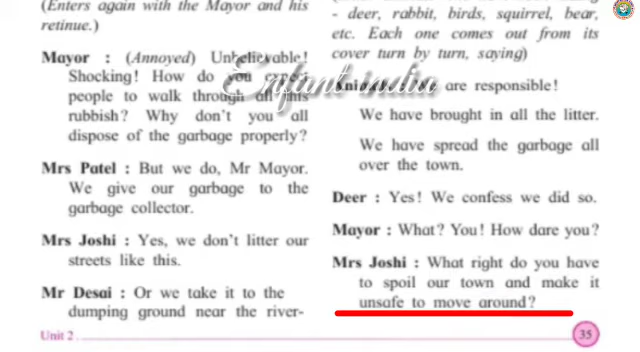 (Enters again with the Mayor and his
retinue.)
Mayor : (Annoyed) Unbelievable!
Shocking! How do you expect
people to walk through all this
rubbish? Why don't you all
dispose of the garbage properly?
Mrs Patel : But we do, Mr Mayor.
We give our garbage to the
garbage collector.
Mrs Joshi : Yes, we don't litter our
streets like this.
Mr Desai : Or we take it to the
dumping ground near the river-
- deer, rabbit, birds, squirrel, bear,
etc. Each one comes out from its
cover turn by turn, saying)
are responsible!
We have brought in all the litter.
We have spread the garbage all
over the town.
Deer : Yes! We confess we did so.
Mayor : What? You! How dare you?
Mrs Joshi : What right do you have
to spoil our town and make it
unsafe to move around?
Unit 2
35
Enfant india